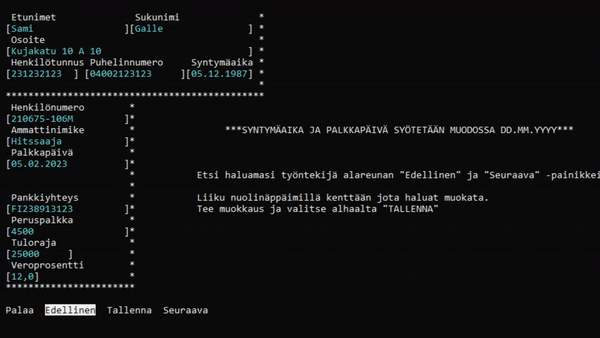 Etunimet Sukunimi *
[Sami ][Galle ] *
Osoite *
[Kujakatu 10 A 10 ] *
Henkilötunnus Puhelinnumero Syntymäaika *
[231232123 ] [04002123123 ][05.12.1987] *
*
**********************************************
Henkilönumero *
[210675-106M ]*
Ammattinimike * ***SYNTYMÄAIKA JA PALKKAPÄIVÄ SYÖTETÄÄN MUODOSSA DD.MM.YYYY***
[Hitssaaja ]*
Palkkapäivä *
[05.02.2023 ]*
* Etsi haluamasi työntekijä alareunan "Edellinen" ja "Seuraava" -painikkei
*
Pankkiyhteys * Liiku nuolinäppäimillä kenttään jota haluat muokata.
[FI238913123 ]* Tee muokkaus ja valitse alhaalta "TALLENNA"
Peruspalkka *
[4500 ]*
Tuloraja *
[25000 ] *
Veroprosentti *
[12,0] *
***********************
Palaa Edellinen Tallenna Seuraava